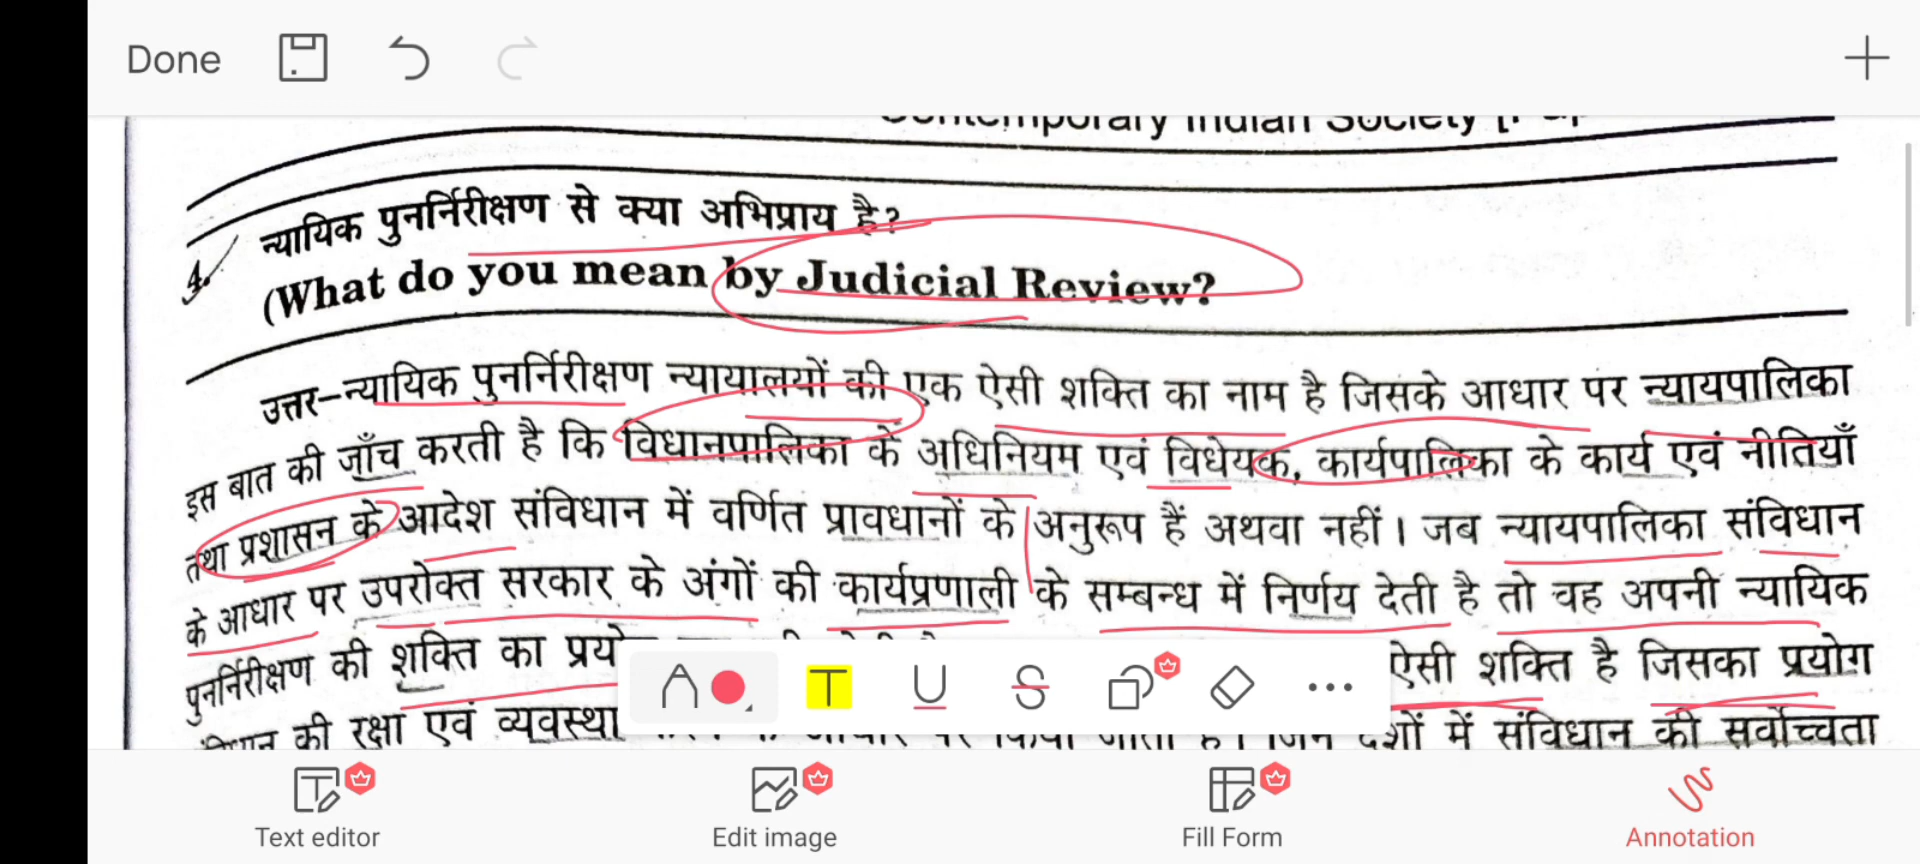 Done
Contemporary Indian Society
4. न्यायिक पुनर्निरीक्षण से क्या अभिप्राय है?
(What do you mean by Judicial Review?
उत्तर–न्यायिक पुनर्निरीक्षण न्यायालयों की एक ऐसी शक्ति का नाम है जिसके आधार पर न्यायपालिका
इस बात की जाँच करती है कि विधानपालिका के अधिनियम एवं विधेयक, कार्यपालिका के कार्य एवं नीतियाँ
तथा प्रशासन के आदेश संविधान में वर्णित प्रावधानों के अनुरूप हैं अथवा नहीं। जब न्यायपालिका संविधान
के आधार पर उपरोक्त सरकार के अंगों की कार्यप्रणाली के सम्बन्ध में निर्णय देती है तो वह अपनी न्यायिक
पुनर्निरीक्षण की शक्ति का ऐसी शक्ति है जिसका प्रयोग
की रक्षा एवं व्यवस्था में संविधान की सर्वोच्चता
Text editor
Edit image
Fill Form
Annotation